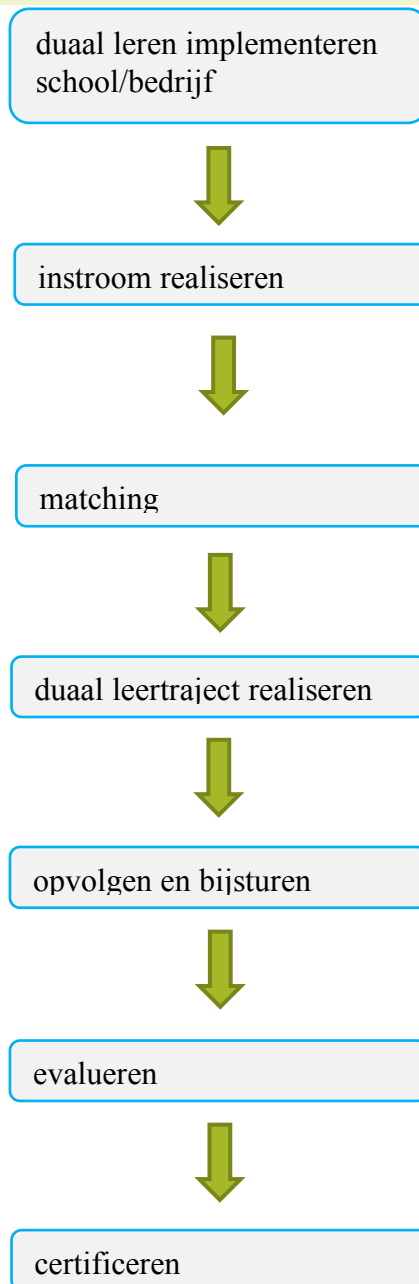 duaal leren implementeren
school/bedrijf
instroom realiseren
matching
duaal leertraject realiseren
opvolgen en bijsturen
evalueren
certificeren